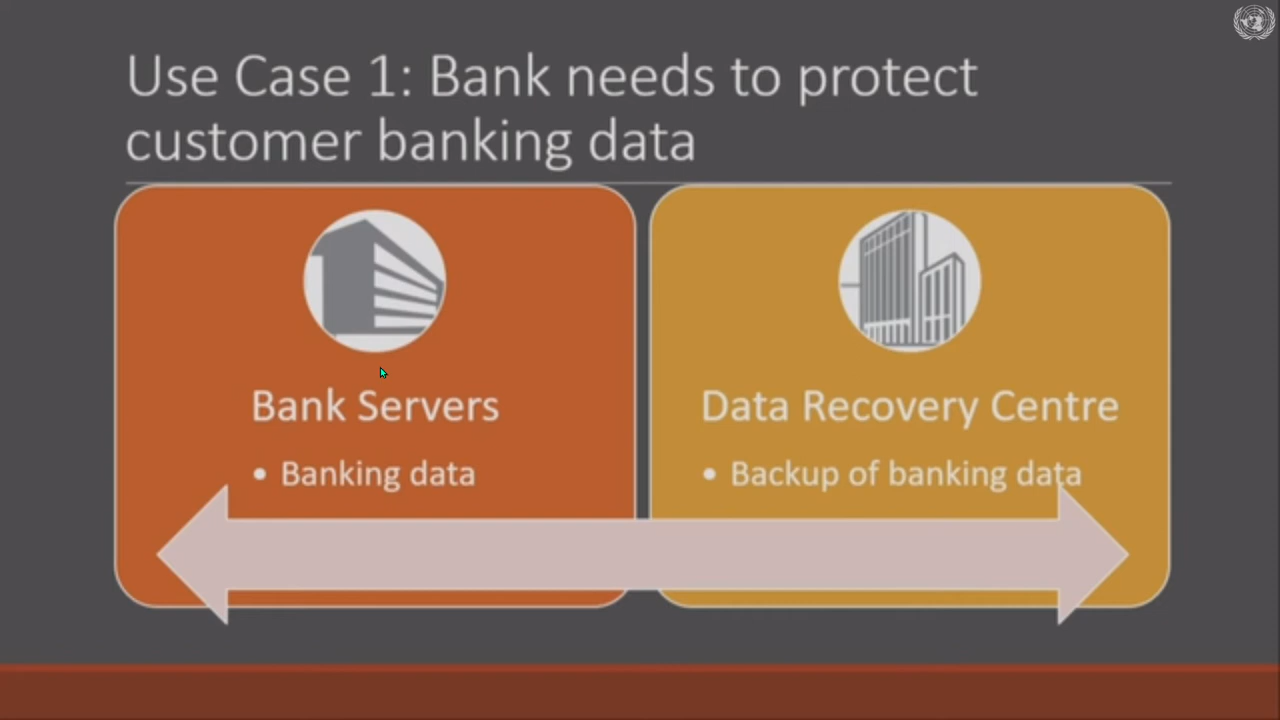 Use Case 1: Bank needs to protect
customer banking data
Bank Servers
• Banking data
Data Recovery Centre
• Backup of banking data